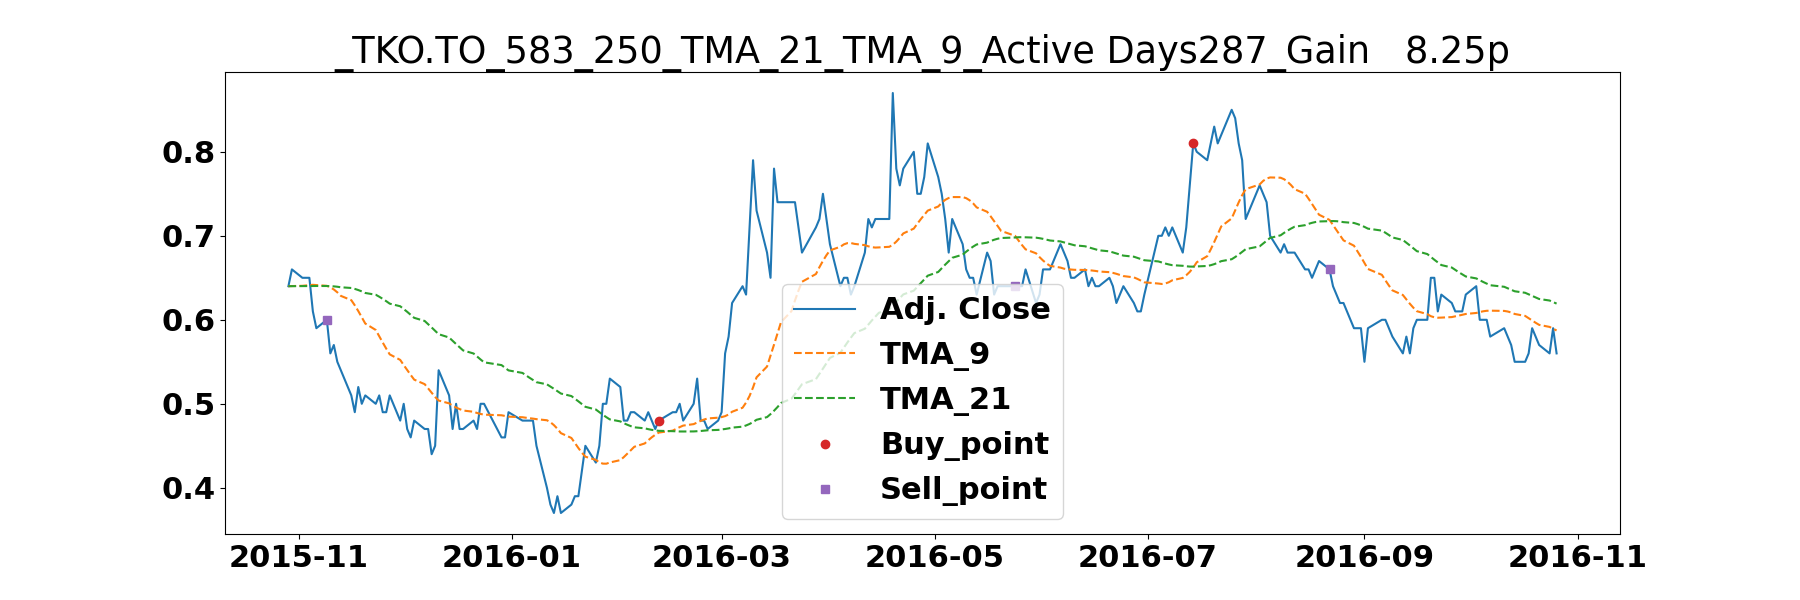 _TKO.TO_583_250_TMA_21_TMA_9_Active Days287_Gain   8.25p
0.8
0.7
0.6
0.5
0.4
Adj. Close
TMA_9
TMA_21
Buy_point
Sell_point
2015-11 2016-01 2016-03 2016-05 2016-07 2016-09 2016-11